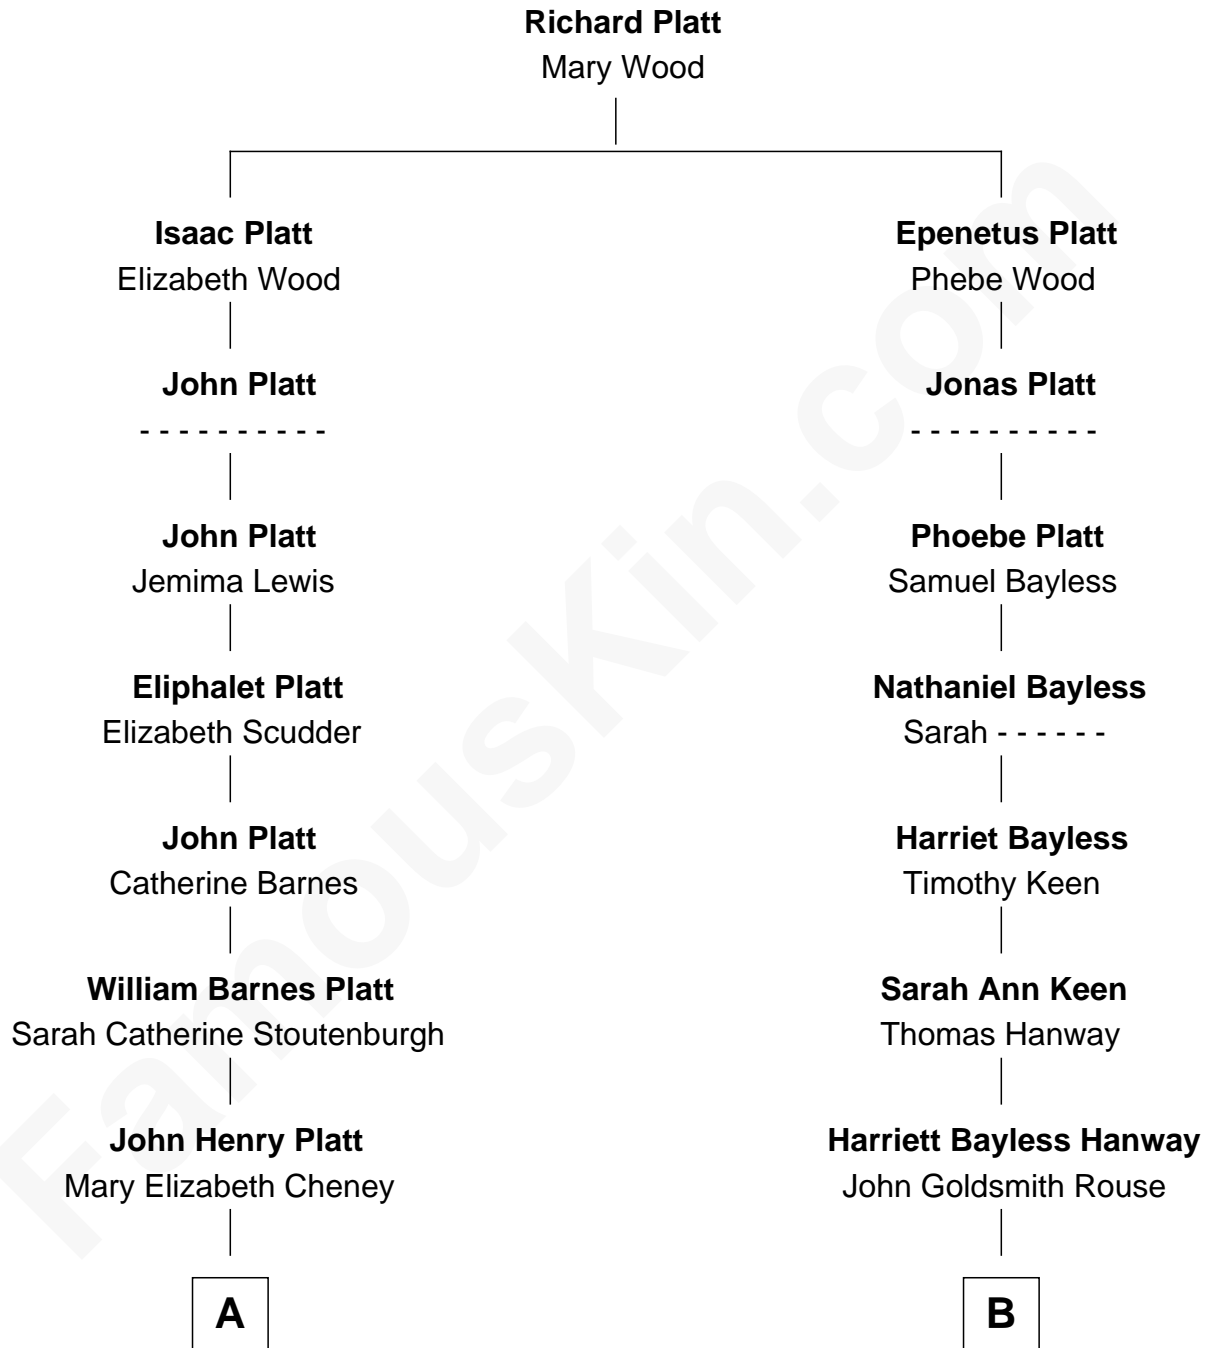 Richard Platt
Mary Wood
Isaac Platt
Elizabeth Wood
Epenetus Platt
Phebe Wood
John Platt
- - - - - - - - - -
Jonas Platt
- - - - - - - - - -
John Platt
Jemima Lewis
Phoebe Platt
Samuel Bayless
Eliphalet Platt
Elizabeth Scudder
Nathaniel Bayless
Sarah - - - - - -
John Platt
Catherine Barnes
Harriet Bayless
Timothy Keen
William Barnes Platt
Sarah Catherine Stoutenburgh
Sarah Ann Keen
Thomas Hanway
John Henry Platt
Mary Elizabeth Cheney
Harriett Bayless Hanway
John Goldsmith Rouse
A
B
FamousKin.com